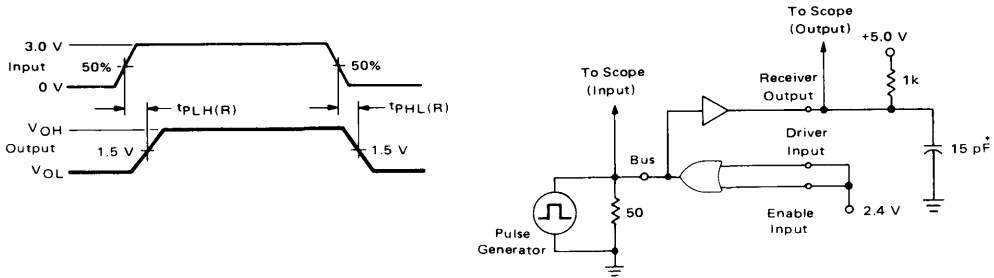 3.0 V
Input
50%
50%
0 V
tPLH(R)
tPHL(R)
VOH
Output
1.5 V
1.5 V
VOL
To Scope
(Output)
+5.0 V
To Scope
(Input)
Receiver
Output
1k
Driver
Input
15 pF*
Bus
50
Pulse
Generator
Enable
Input
2.4 V